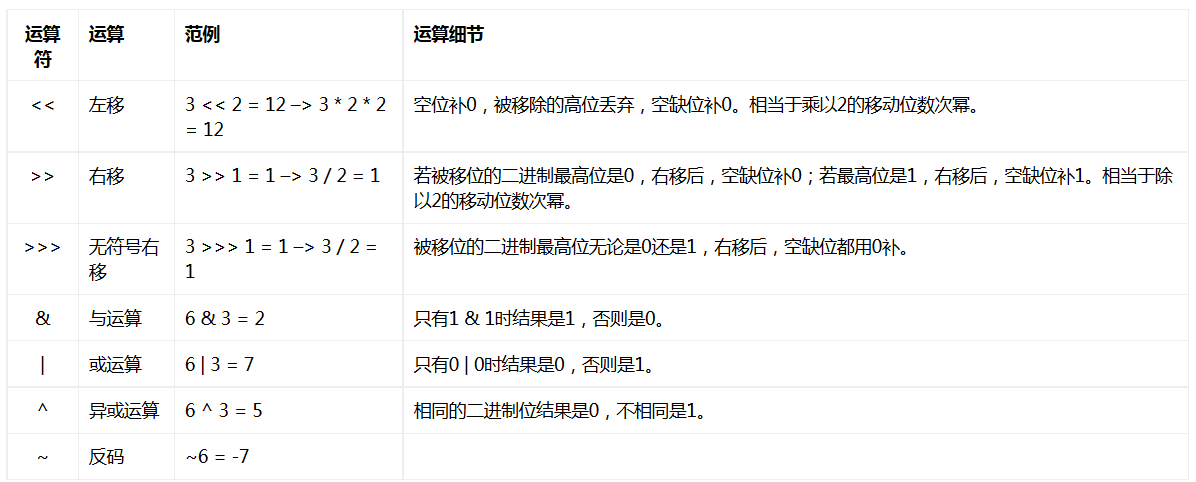 运算
符
运算
范例
运算细节
<<
左移
3 << 2 = 12 –> 3 * 2 * 2
= 12
空位补0，被移除的高位丢弃，空缺位补0。相当于乘以2的移动位数次幂。
>>
右移
3 >> 1 = 1 –> 3 / 2 = 1
若被移位的二进制最高位是0，右移后，空缺位补0；若最高位是1，右移后，空缺位补1。相当于除
以2的移动位数次幂。
>>>
无符号右
移
3 >>> 1 = 1 –> 3 / 2 =
1
被移位的二进制最高位无论是0还是1，右移后，空缺位都用0补。
&
与运算
6 & 3 = 2
只有1 & 1时结果是1，否则是0。
|
或运算
6 | 3 = 7
只有0 | 0时结果是0，否则是1。
^
异或运算
6 ^ 3 = 5
相同的二进制位结果是0，不相同是1。
~
反码
~6 = -7